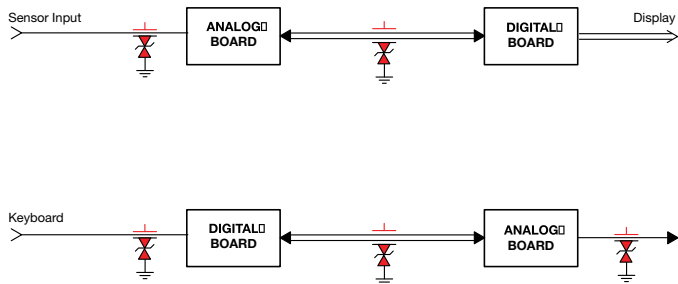 Sensor Input
ANALOG
BOARD
DIGITAL
BOARD
Display
Keyboard
DIGITAL
BOARD
ANALOG
BOARD